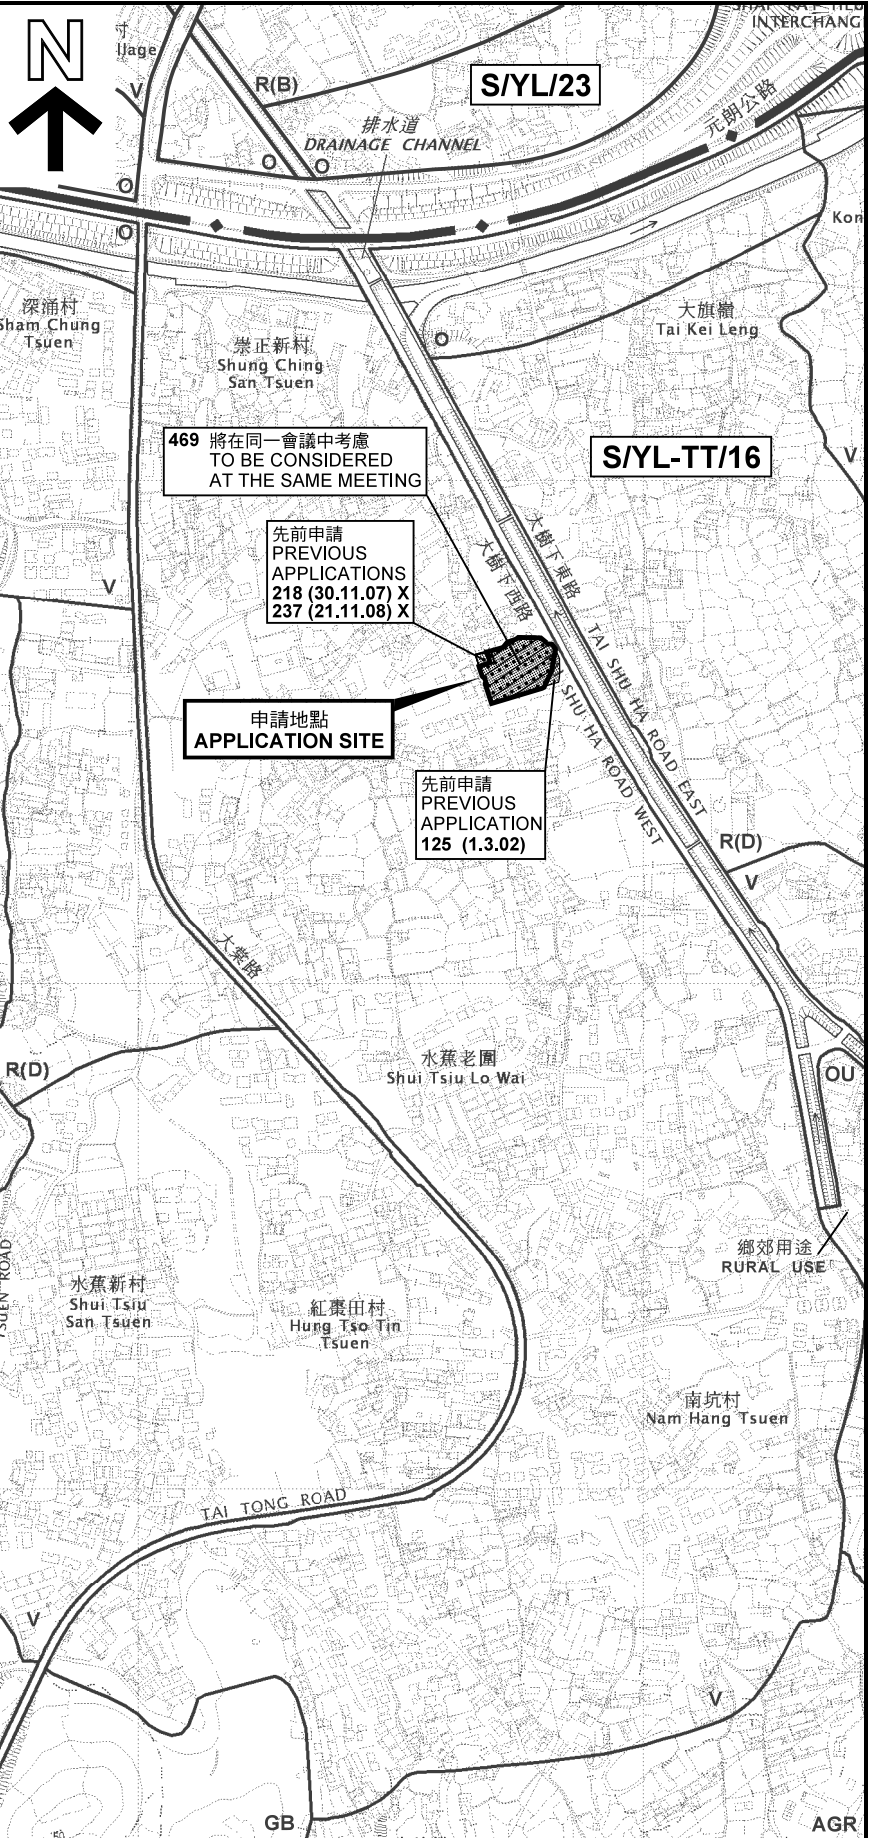 N
村
llage
V
R(B)
S/YL/23
INTERCHANG
元朗公路
排水道
DRAINAGE CHANNEL
O
O
O
O
Kon
深涌村
Sham Chung
Tsuen
崇正新村
Shung Ching
San Tsuen
大旗嶺
Tai Kei Leng
O
469 將在同一會議中考慮
TO BE CONSIDERED
AT THE SAME MEETING
S/YL-TT/16
V
先前申請
PREVIOUS
APPLICATIONS
218 (30.11.07) X
237 (21.11.08) X
大樹下西路
大樹下東路
TAI SHU HA ROAD EAST
V
申請地點
APPLICATION SITE
SHU HA ROAD WEST
先前申請
PREVIOUS
APPLICATION
125 (1.3.02)
R(D)
V
大棠路
水蕉老圍
Shui Tsiu Lo Wai
R(D)
OU
鄉郊用途
RURAL USE
TSUEN ROAD
水蕉新村
Shui Tsiu
San Tsuen
紅棗田村
Hung Tso Tin
Tsuen
南坑村
Nam Hang Tsuen
TAI TONG ROAD
V
V
GB
AGR